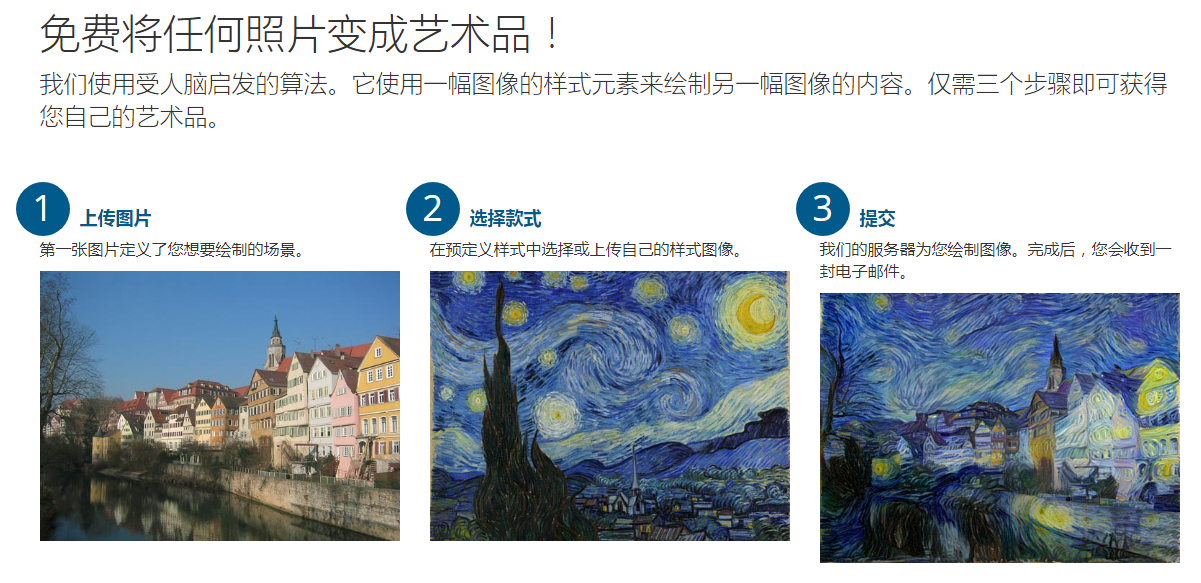 免费将任何照片变成艺术品！
我们使用受人脑启发的算法。它使用一幅图像的样式元素来绘制另一幅图像的内容。仅需三个步骤即可获得
您自己的艺术品。
1 上传图片
第一张图片定义了您想要绘制的场景。
2 选择款式
在预定义样式中选择或上传自己的样式图像。
3 提交
我们的服务器为您绘制图像。完成后，您会收到一
封电子邮件。